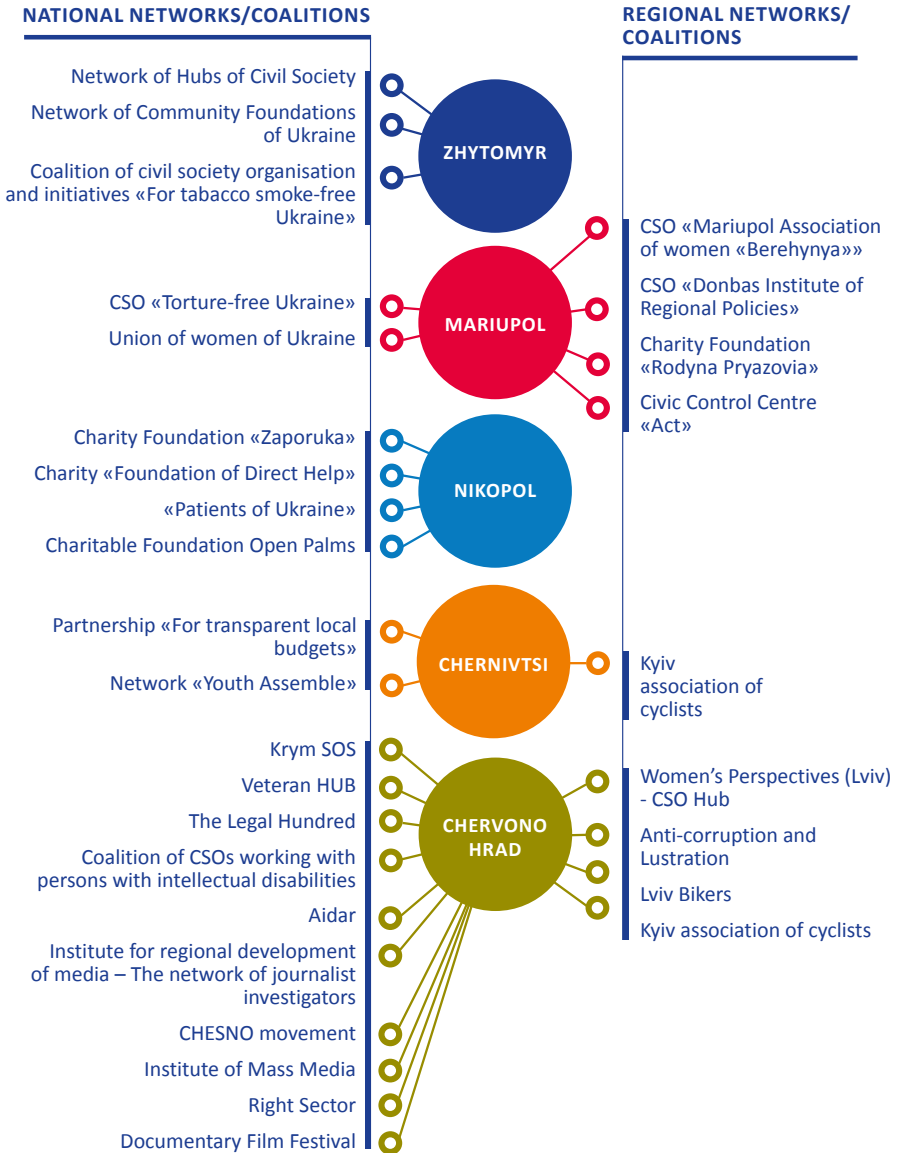 NATIONAL NETWORKS/COALITIONS
REGIONAL NETWORKS/
COALITIONS
Network of Hubs of Civil Society
Network of Community Foundations
of Ukraine
Coalition of civil society organisation
and initiatives «For tabacco smoke-free
Ukraine»
ZHYTOMYR
CSO «Torture-free Ukraine»
Union of women of Ukraine
MARIUPOL
CSO «Mariupol Association
of women «Berehynya»»
CSO «Donbas Institute of
Regional Policies»
Charity Foundation
«Rodyna Pryazovia»
Civic Control Centre
«Act»
Charity Foundation «Zaporuka»
Charity «Foundation of Direct Help»
«Patients of Ukraine»
Charitable Foundation Open Palms
NIKOPOL
Partnership «For transparent local
budgets»
Network «Youth Assemble»
CHERNIVTSI
Kyiv
association of
cyclists
Krym SOS
Veteran HUB
The Legal Hundred
Coalition of CSOs working with
persons with intellectual disabilities
Aidar
Institute for regional development
of media – The network of journalist
investigators
CHESNO movement
Institute of Mass Media
Right Sector
Documentary Film Festival
CHERVONO
HRAD
Women's Perspectives (Lviv)
- CSO Hub
Anti-corruption and
Lustration
Lviv Bikers
Kyiv association of cyclists